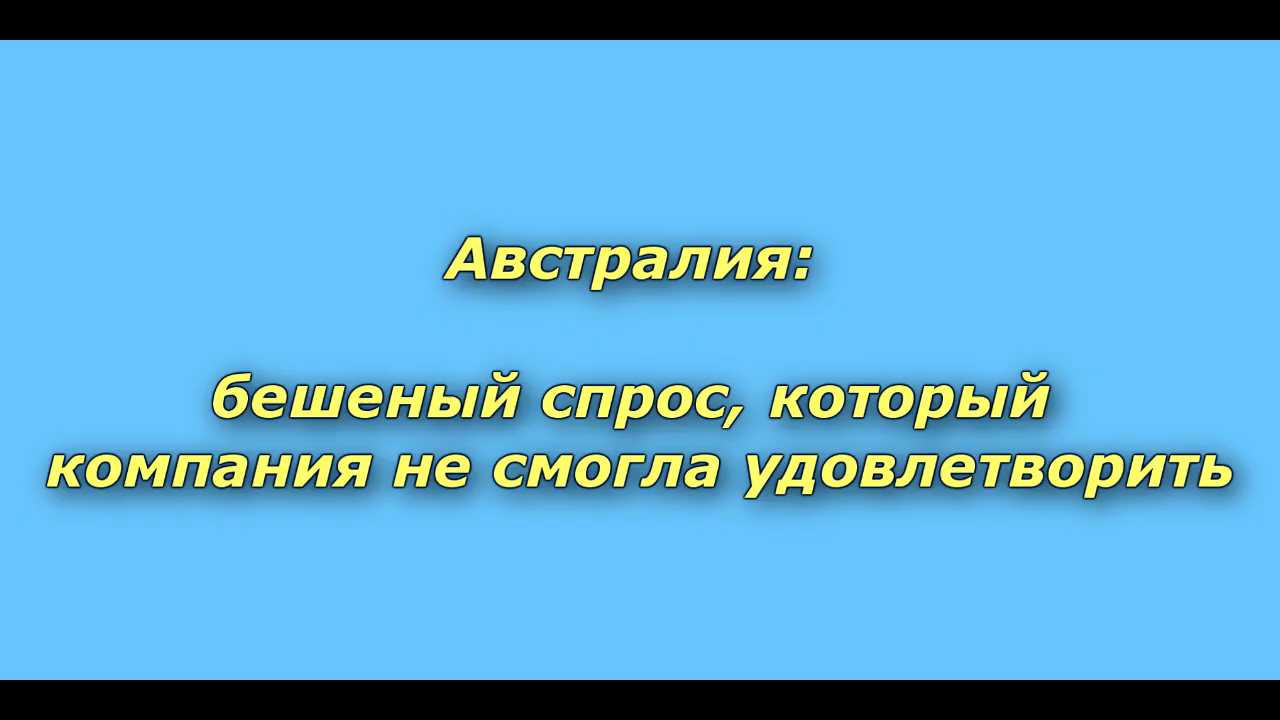 Австралия:
бешеный спрос, который
компания не смогла удовлетворить